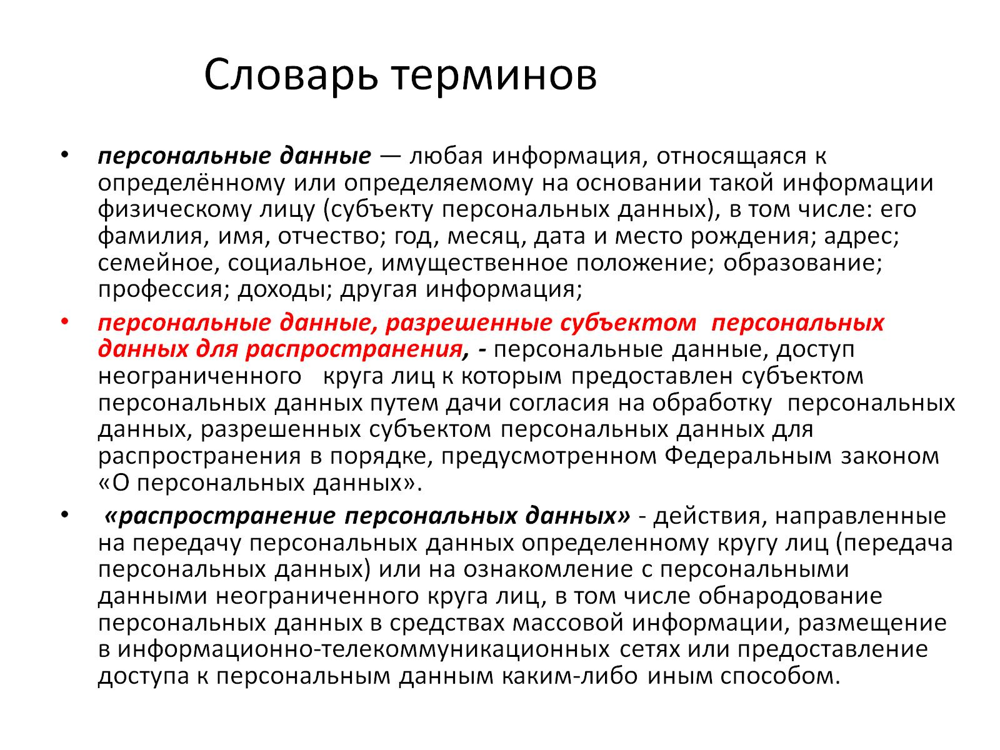 Словарь терминов
• персональные данные — любая информация, относящаяся к
определённому или определяемому на основании такой информации
физическому лицу (субъекту персональных данных), в том числе: его
фамилия, имя, отчество; год, месяц, дата и место рождения; адрес;
семейное, социальное, имущественное положение; образование;
профессия; доходы; другая информация;
• персональные данные, разрешенные субъектом персональных
данных для распространения, - персональные данные, доступ
неограниченного круга лиц к которым предоставлен субъектом
персональных данных путем дачи согласия на обработку персональных
данных, разрешенных субъектом персональных данных для
распространения в порядке, предусмотренном Федеральным законом
«О персональных данных».
• «распространение персональных данных» - действия, направленные
на передачу персональных данных определенному кругу лиц (передача
персональных данных) или на ознакомление с персональными
данными неограниченного круга лиц, в том числе обнародование
персональных данных в средствах массовой информации, размещение
в информационно-телекоммуникационных сетях или предоставление
доступа к персональным данным каким-либо иным способом.